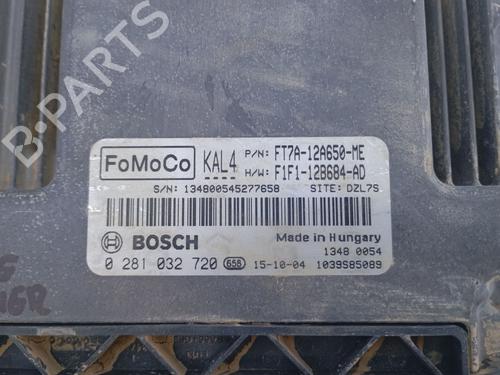 B-Parts
FoMoCo KAL4 P/N: FT7A-12A650-ME
H/W: F1F1-12B684-AD
S/N: 134800545277658 SITE: DZL7S
BOSCH Made in Hungary
1348 0054
0 281 032 720 65B 15-10-04 1039S85089